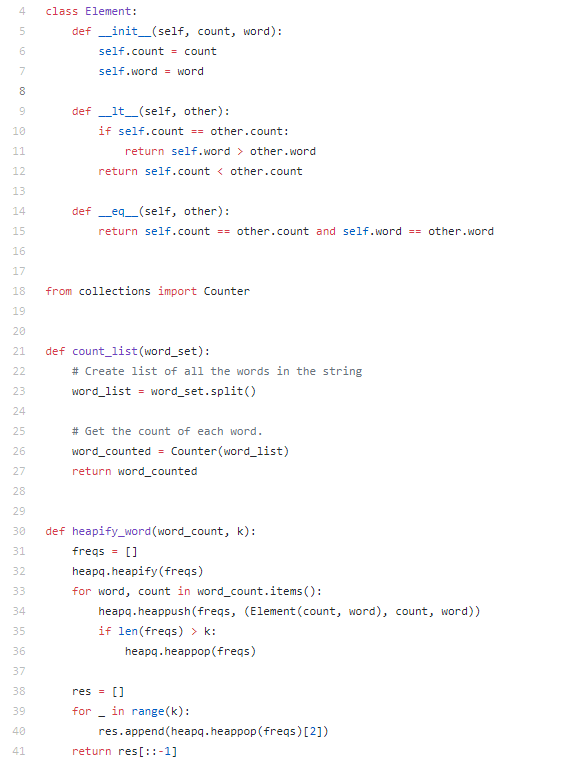 4 class Element:
5     def __init__(self, count, word):
6         self.count = count
7         self.word = word
8
9     def __lt__(self, other):
10         if self.count == other.count:
11             return self.word > other.word
12         return self.count < other.count
13
14     def __eq__(self, other):
15         return self.count == other.count and self.word == other.word
16
17
18 from collections import Counter
19
20
21 def count_list(word_set):
22     # Create list of all the words in the string
23     word_list = word_set.split()
24
25     # Get the count of each word.
26     word_counted = Counter(word_list)
27     return word_counted
28
29
30 def heapify_word(word_count, k):
31     freqs = []
32     heapq.heapify(freqs)
33     for word, count in word_count.items():
34         heapq.heappush(freqs, (Element(count, word), count, word))
35         if len(freqs) > k:
36             heapq.heappop(freqs)
37
38     res = []
39     for _ in range(k):
40         res.append(heapq.heappop(freqs)[2])
41     return res[::-1]